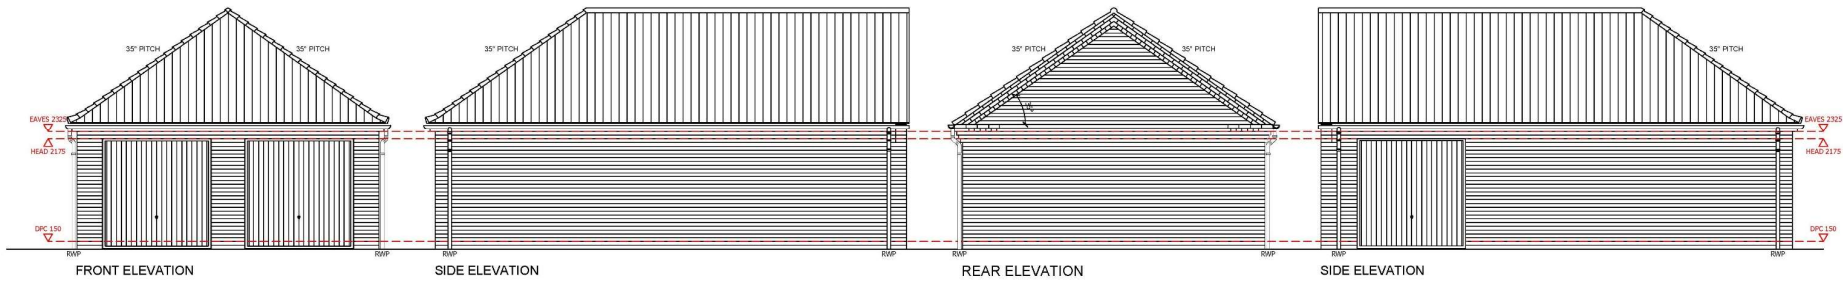 35° PITCH 35° PITCH
EAVES 2325
HEAD 2175
DPC 150
RWP RWP
FRONT ELEVATION
35° PITCH
RWP RWP
SIDE ELEVATION
35° PITCH 35° PITCH
RWP RWP
REAR ELEVATION
35° PITCH
EAVES 2325
HEAD 2175
DPC 150
RWP RWP
SIDE ELEVATION